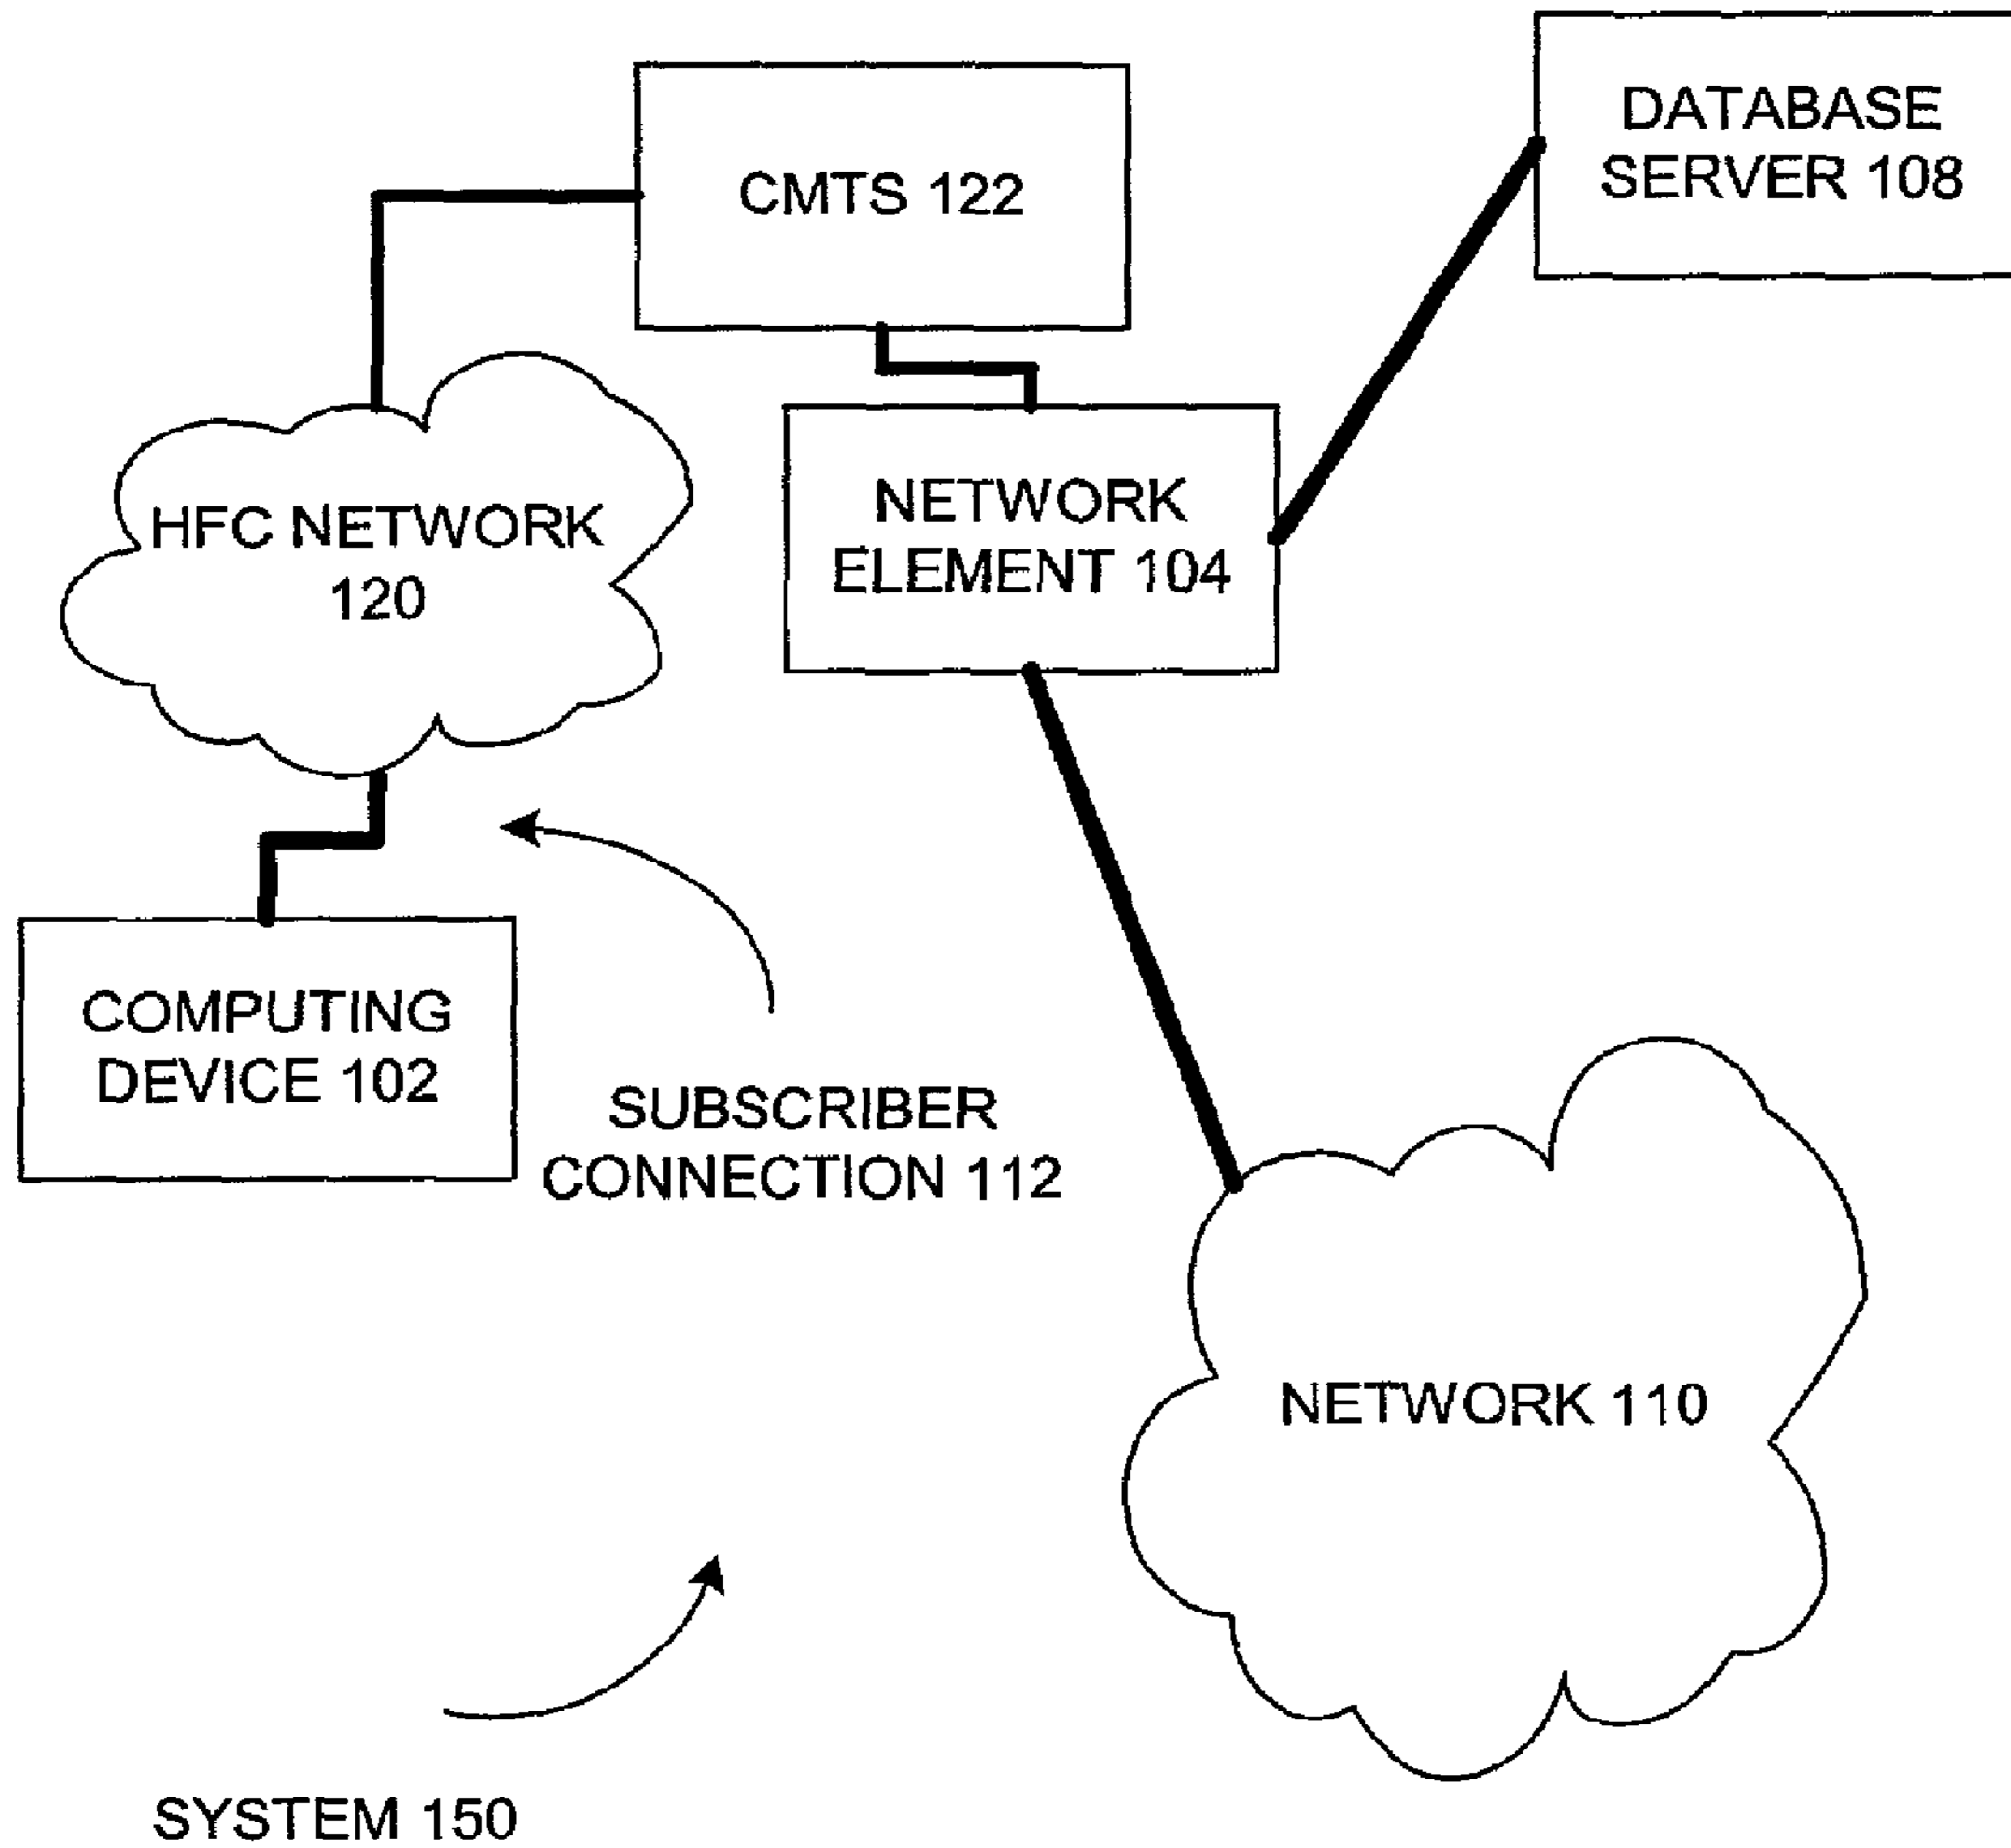 DATABASE
SERVER 108
CMTS 122
NETWORK
ELEMENT 104
HFC NETWORK
120
COMPUTING
DEVICE 102
SUBSCRIBER
CONNECTION 112
NETWORK 110
SYSTEM 150